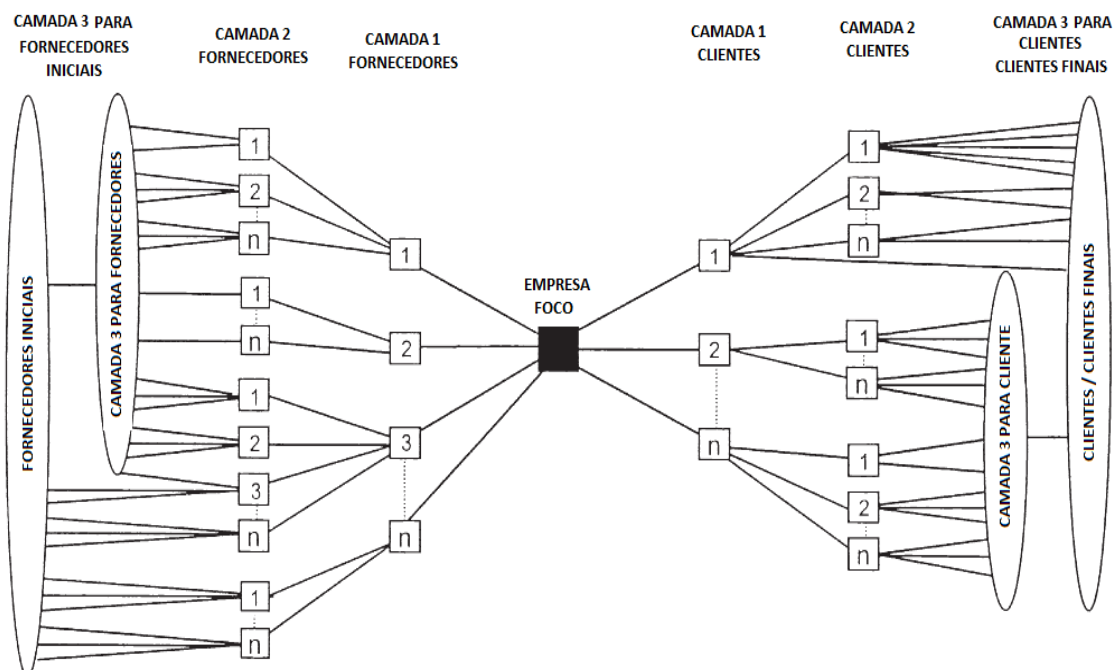 CAMADA 3 PARA
FORNECEDORES
INICIAIS
CAMADA 2
FORNECEDORES
CAMADA 1
FORNECEDORES
CAMADA 1
CLIENTES
CAMADA 2
CLIENTES
CAMADA 3 PARA
CLIENTES
CLIENTES FINAIS
FORNECEDORES INICIAIS
CAMADA 3 PARA FORNECEDORES
1
2
n
1
n
1
2
3
n
1
n
1
2
3
n
EMPRESA
FOCO
1
2
n
1
2
n
1
n
1
2
n
CAMADA 3 PARA CLIENTE
CLIENTES / CLIENTES FINAIS